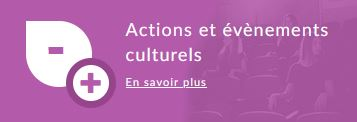 Actions et évènements
culturels
En savoir plus